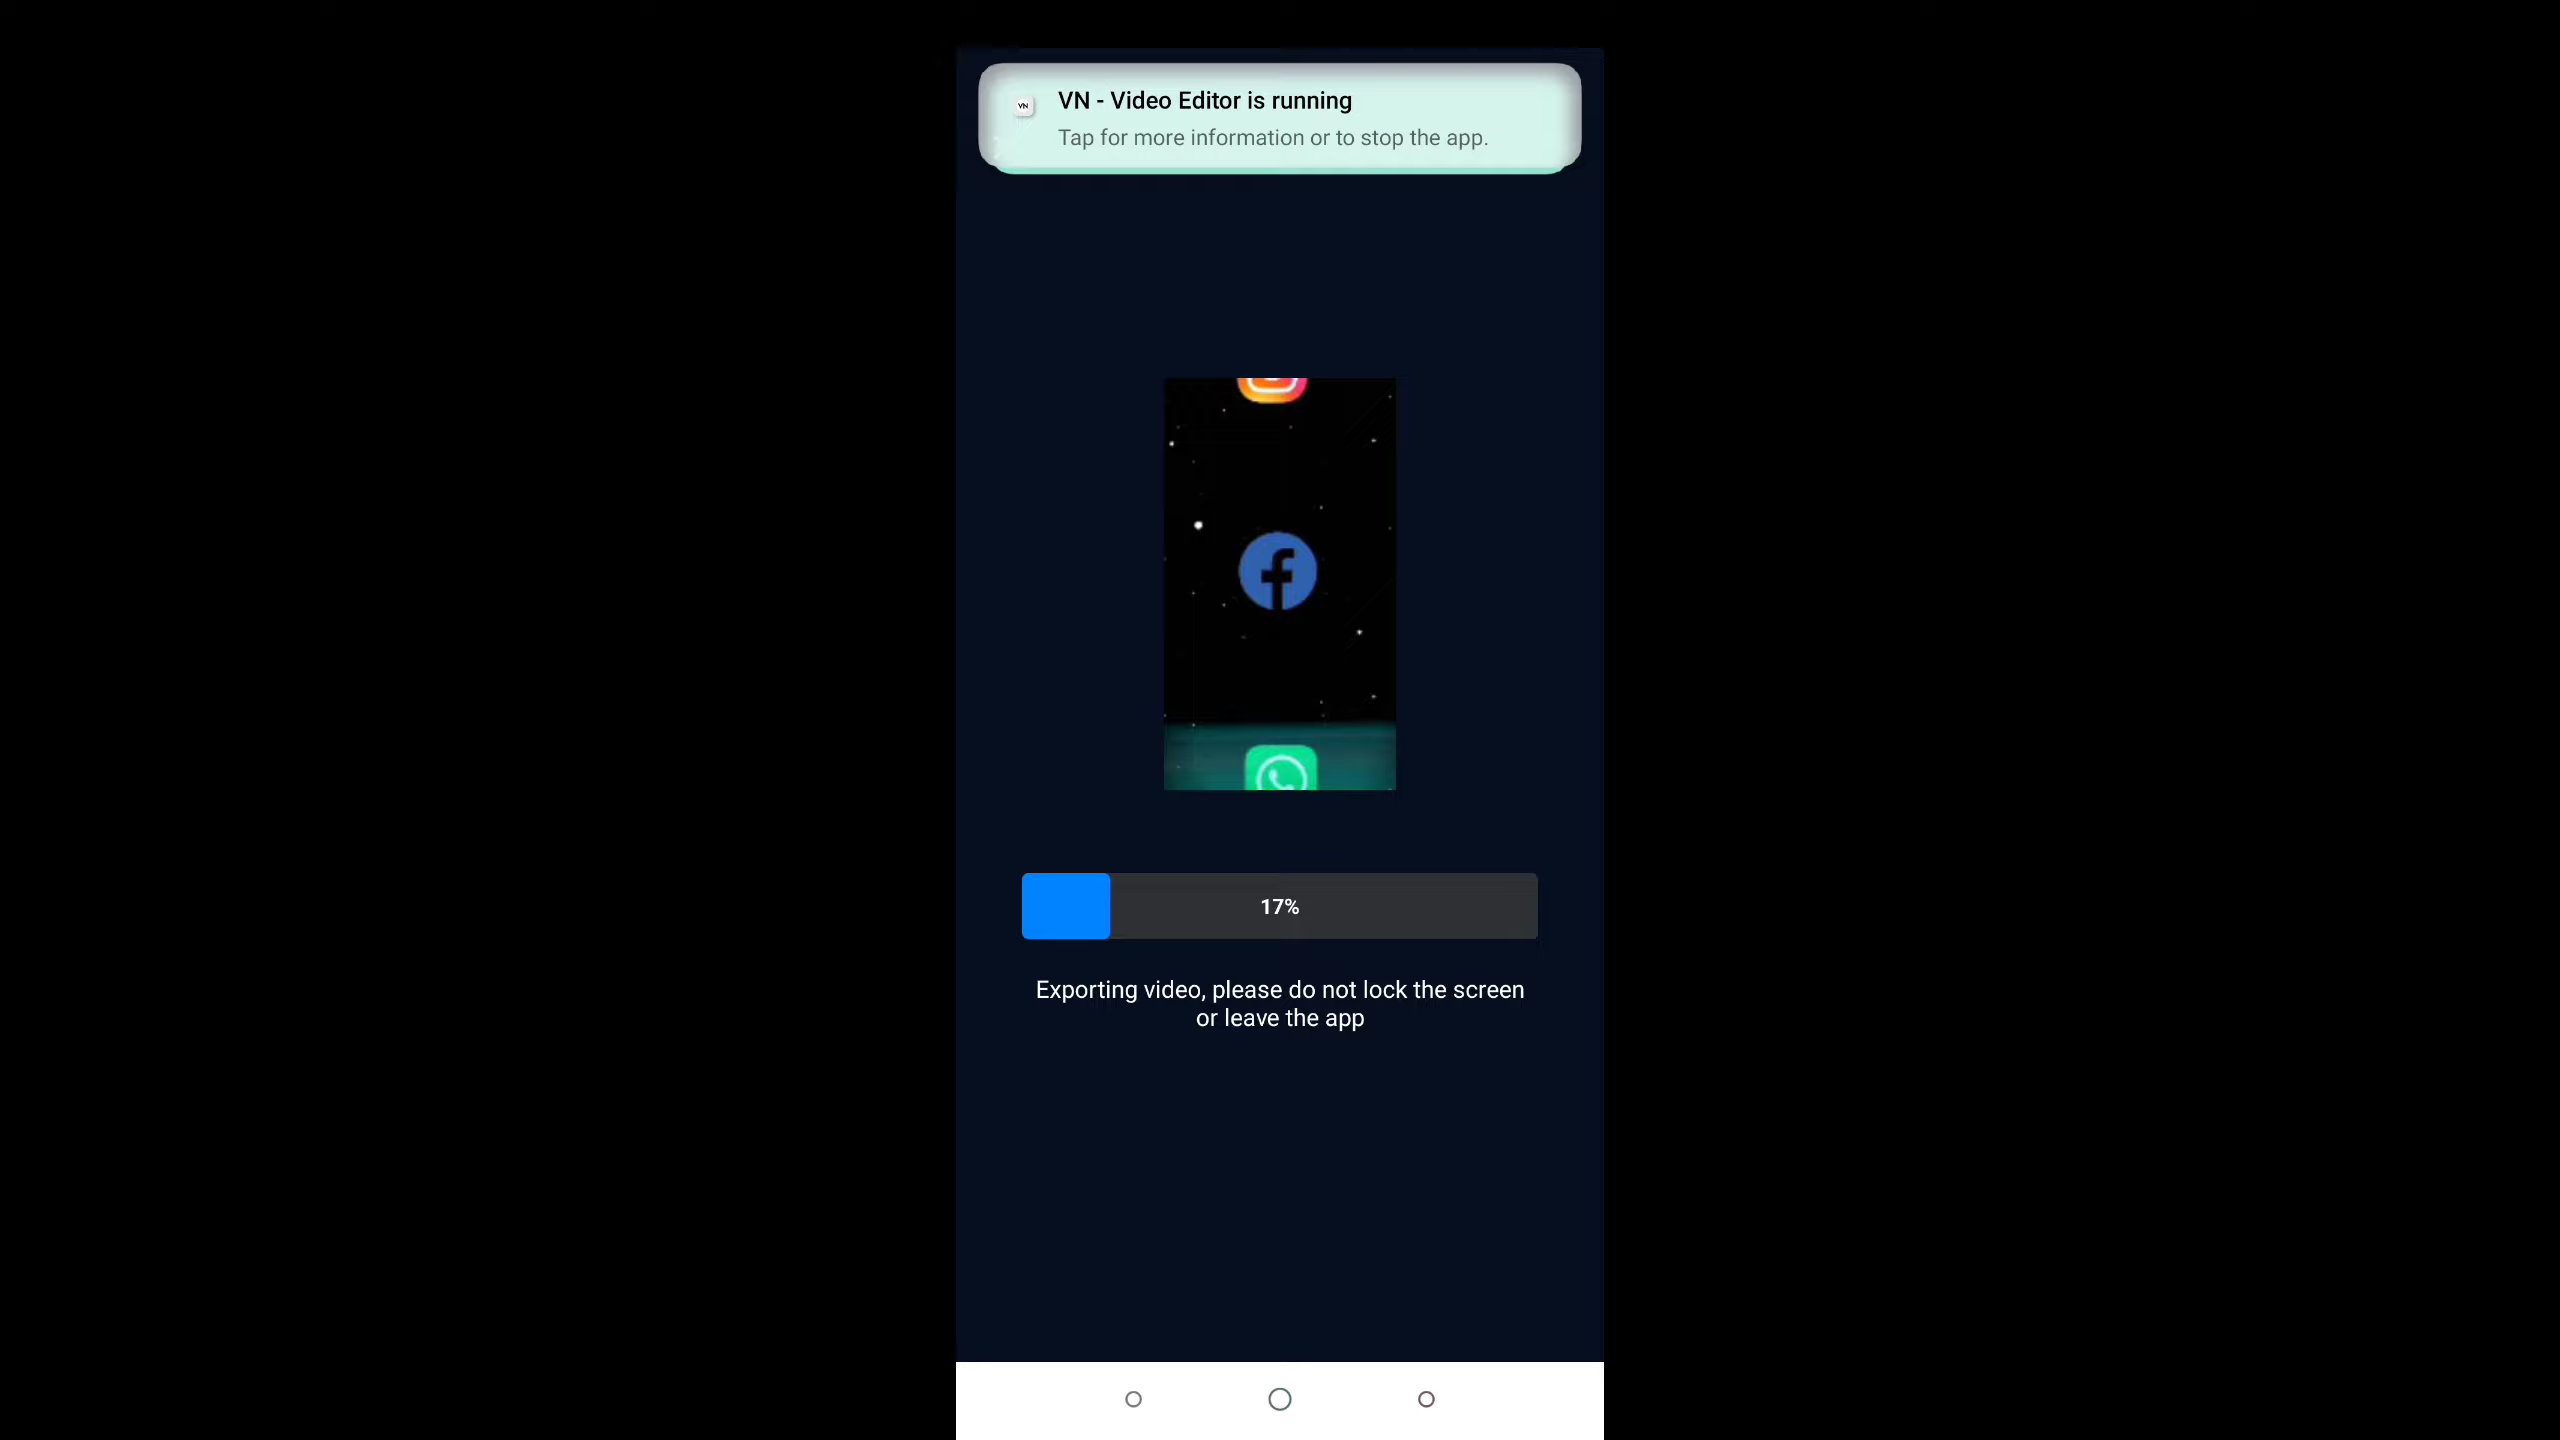 VN
VN - Video Editor is running
Tap for more information or to stop the app.
17%
Exporting video, please do not lock the screen
or leave the app